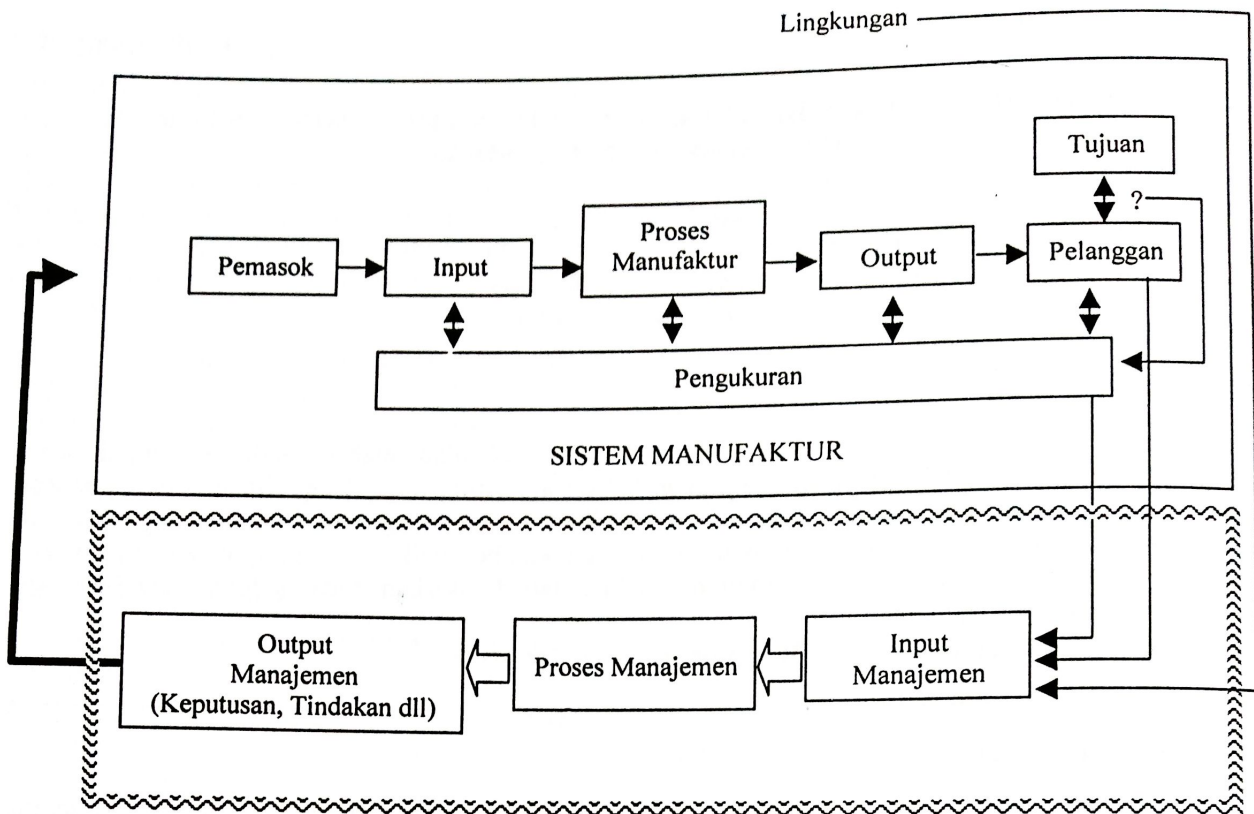 Lingkungan
Tujuan
?
Pemasok
Input
Proses
Manufaktur
Output
Pelanggan
Pengukuran
SISTEM MANUFAKTUR
Output
Manajemen
(Keputusan, Tindakan dll)
Proses Manajemen
Input
Manajemen